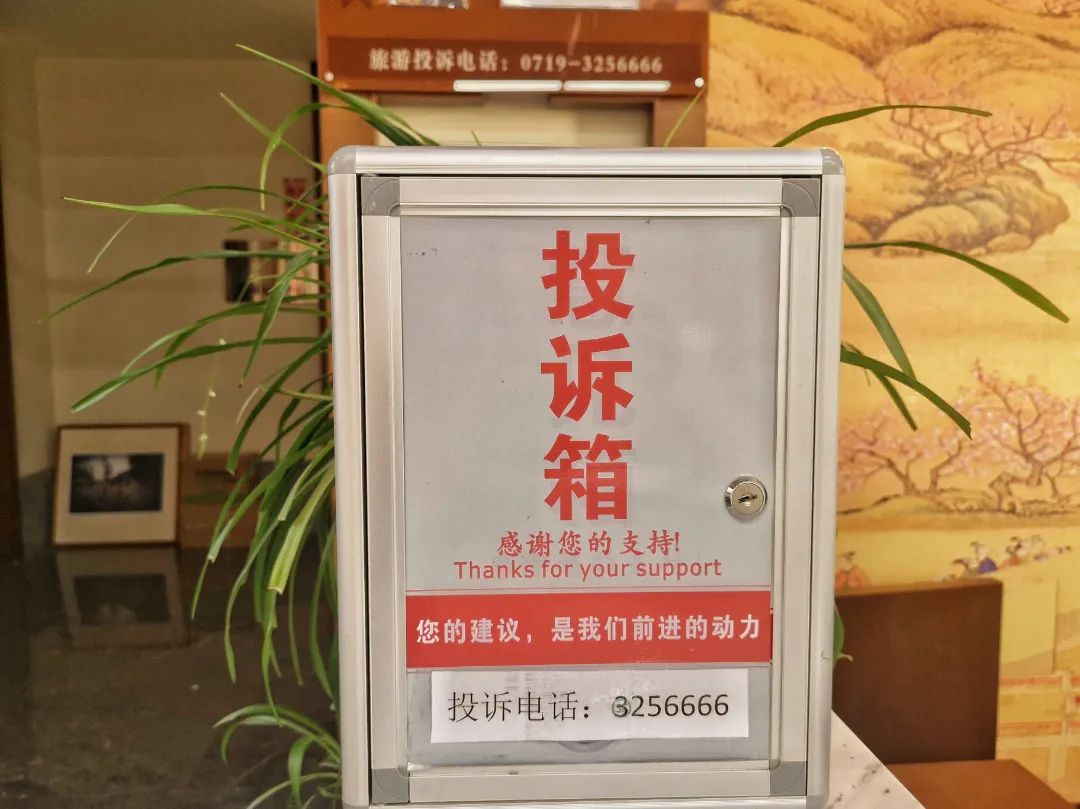 旅游投诉电话：0719-3256666
投
诉
箱
感谢您的支持!
Thanks for your support
您的建议，是我们前进的动力
投诉电话：3256666